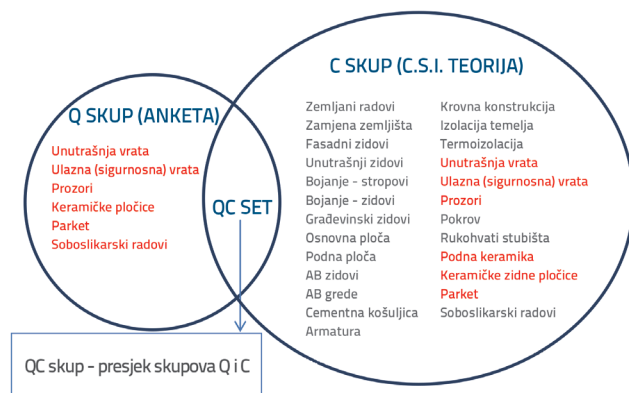 Q SKUP (ANKETA)
Unutrašnja vrata
Ulazna (sigurnosna) vrata
Prozori
Keramičke pločice
Parket
Soboslikarski radovi
QC SET
C SKUP (C.S.I. TEORIJA)
Zemljani radovi
Zamjena zemljišta
Fasadni zidovi
Unutrašnji zidovi
Bojanje - stropovi
Bojanje - zidovi
Građevinski zidovi
Osnovna ploča
Podna ploča
AB zidovi
AB grede
Cementna košuljica
Armatura
Krovna konstrukcija
Izolacija temelja
Termoizolacija
Unutrašnja vrata
Ulazna (sigurnosna) vrata
Prozori
Pokrov
Rukohvati stubišta
Podna keramika
Keramičke zidne pločice
Parket
Soboslikarski radovi
QC skup - presjek skupova Q i C